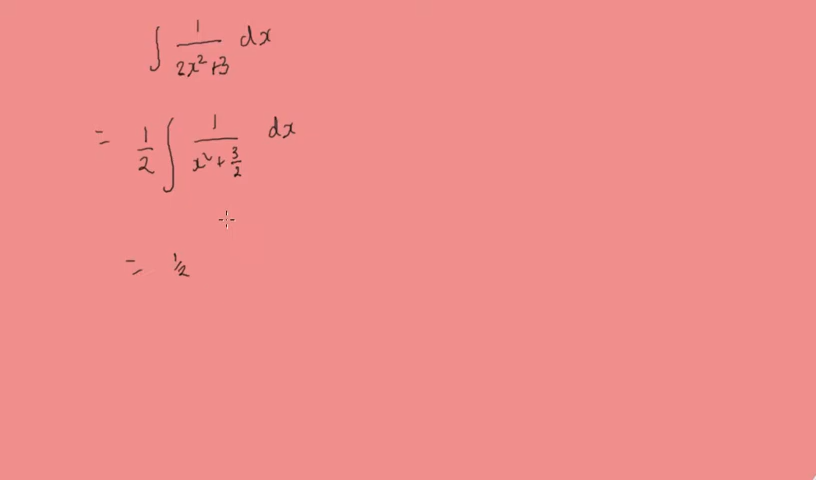 ∫ 1/(2x²+3) dx
= 1/2 ∫ 1/(x²+3/2) dx
= 1/2